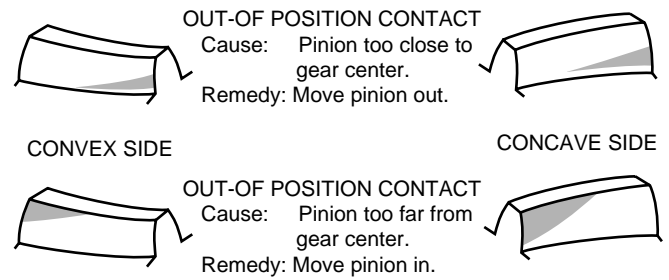 OUT-OF POSITION CONTACT
Cause: Pinion too close to
gear center.
Remedy: Move pinion out.
CONVEX SIDE
CONCAVE SIDE
OUT-OF POSITION CONTACT
Cause: Pinion too far from
gear center.
Remedy: Move pinion in.